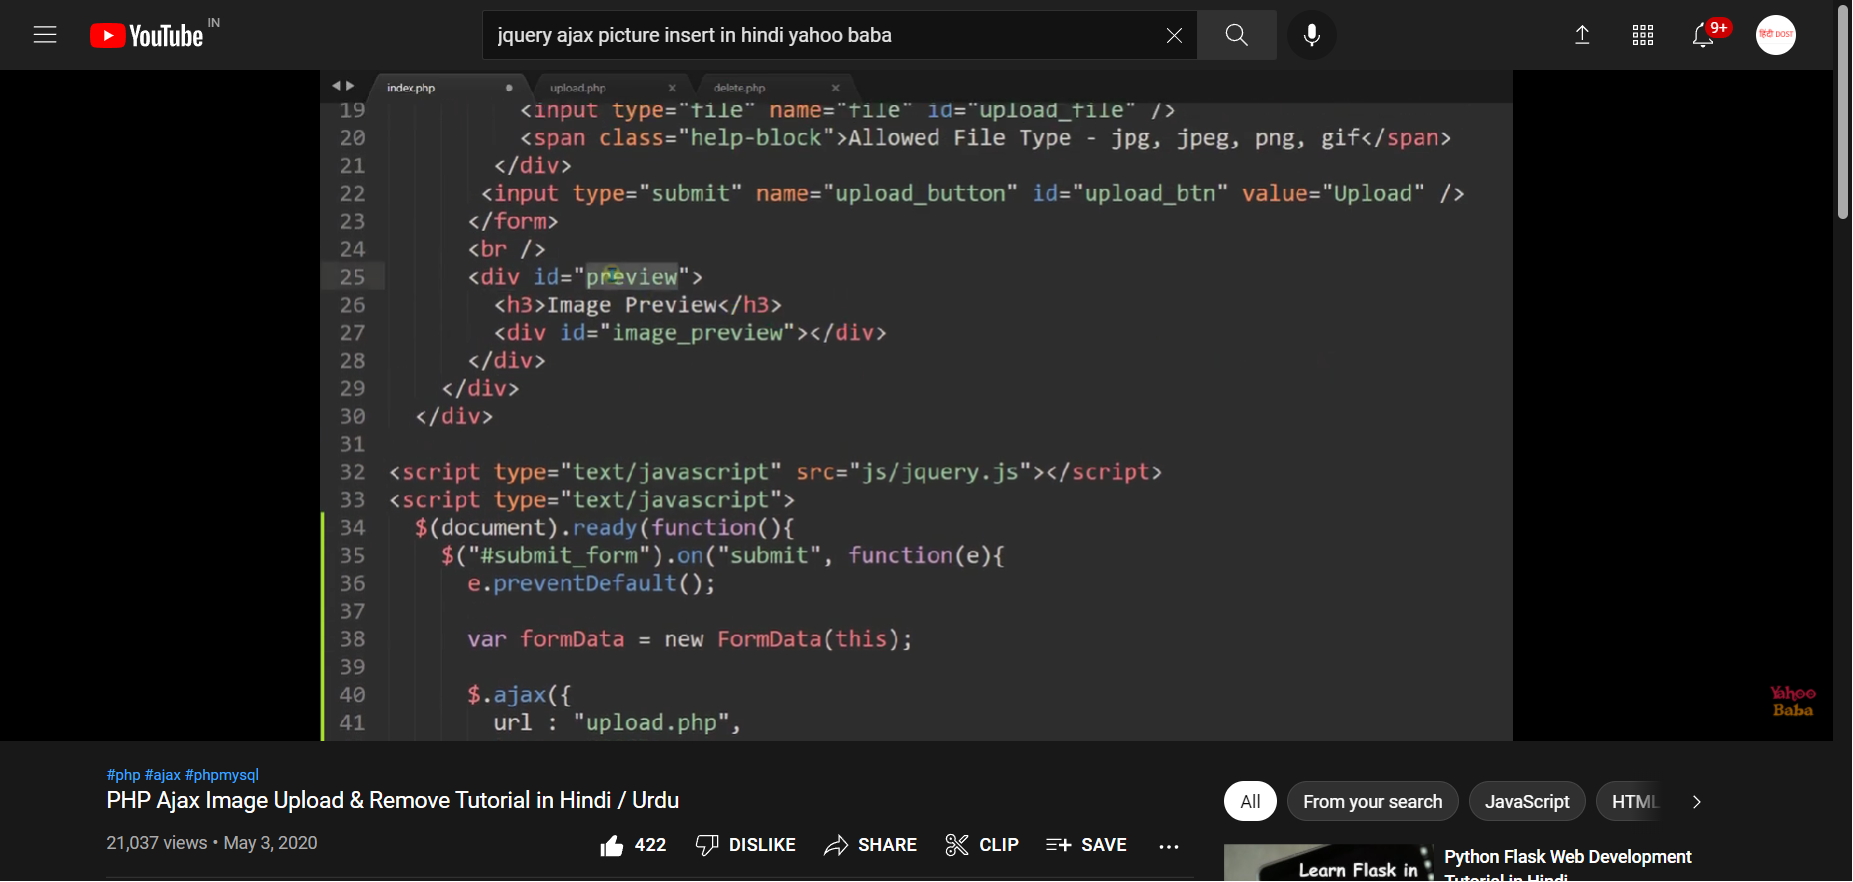 YouTube IN
jquery ajax picture insert in hindi yahoo baba
9+
हिंदी DOST
index.php
upload.php
delete.php
19 <input type="file" name="file" id="upload_file" />
20 <span class="help-block">Allowed File Type - jpg, jpeg, png, gif</span>
21 </div>
22 <input type="submit" name="upload_button" id="upload_btn" value="Upload" />
23 </form>
24 <br />
25 <div id="preview">
26 <h3>Image Preview</h3>
27 <div id="image_preview"></div>
28 </div>
29 </div>
30 </div>
31
32 <script type="text/javascript" src="js/jquery.js"></script>
33 <script type="text/javascript">
34 $(document).ready(function(){
35 $("#submit_form").on("submit", function(e){
36 e.preventDefault();
37
38 var formData = new FormData(this);
39
40 $.ajax({
41 url : "upload.php",
Yahoo
Baba
#php #ajax #phpmysql
PHP Ajax Image Upload & Remove Tutorial in Hindi / Urdu
21,037 views • May 3, 2020
422
DISLIKE
SHARE
CLIP
SAVE
All
From your search
JavaScript
HTML
Learn Flask in
Python Flask Web Development
Tutorial in Hindi